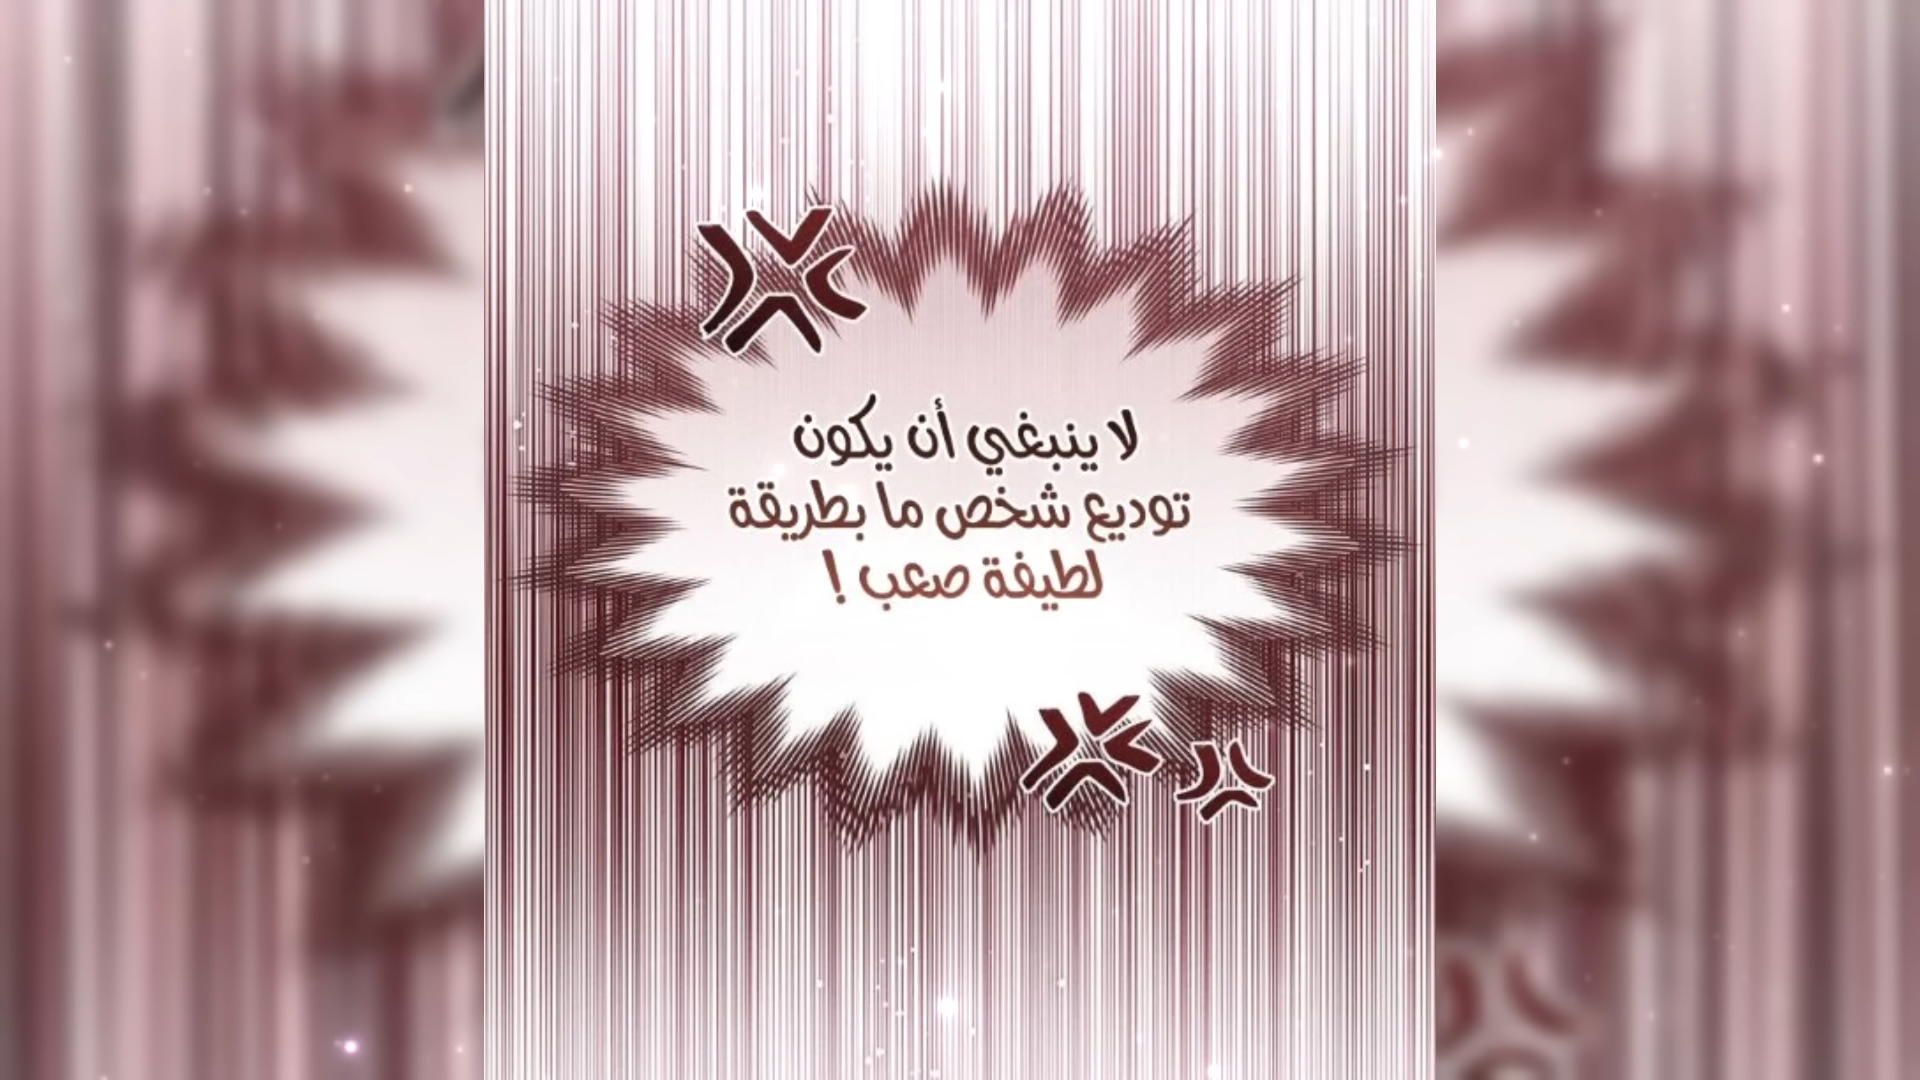 لا ينبغي أن يكون
توديع شخص ما بطريقة
لطيفة صعب !